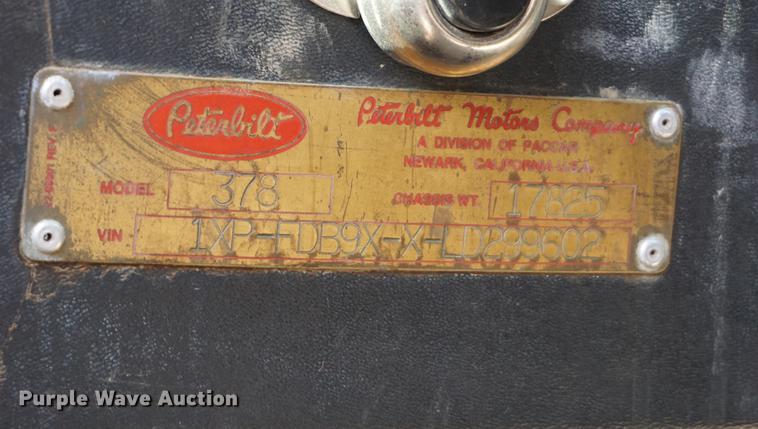 Peterbilt
Peterbilt Motors Company
A DIVISION OF PACCAR
NEWARK, CALIFORNIA U.S.A.
MODEL 378
CHASSIS WT. 17825
VIN 1XP-FDB9X-X-LD299602
Purple Wave Auction